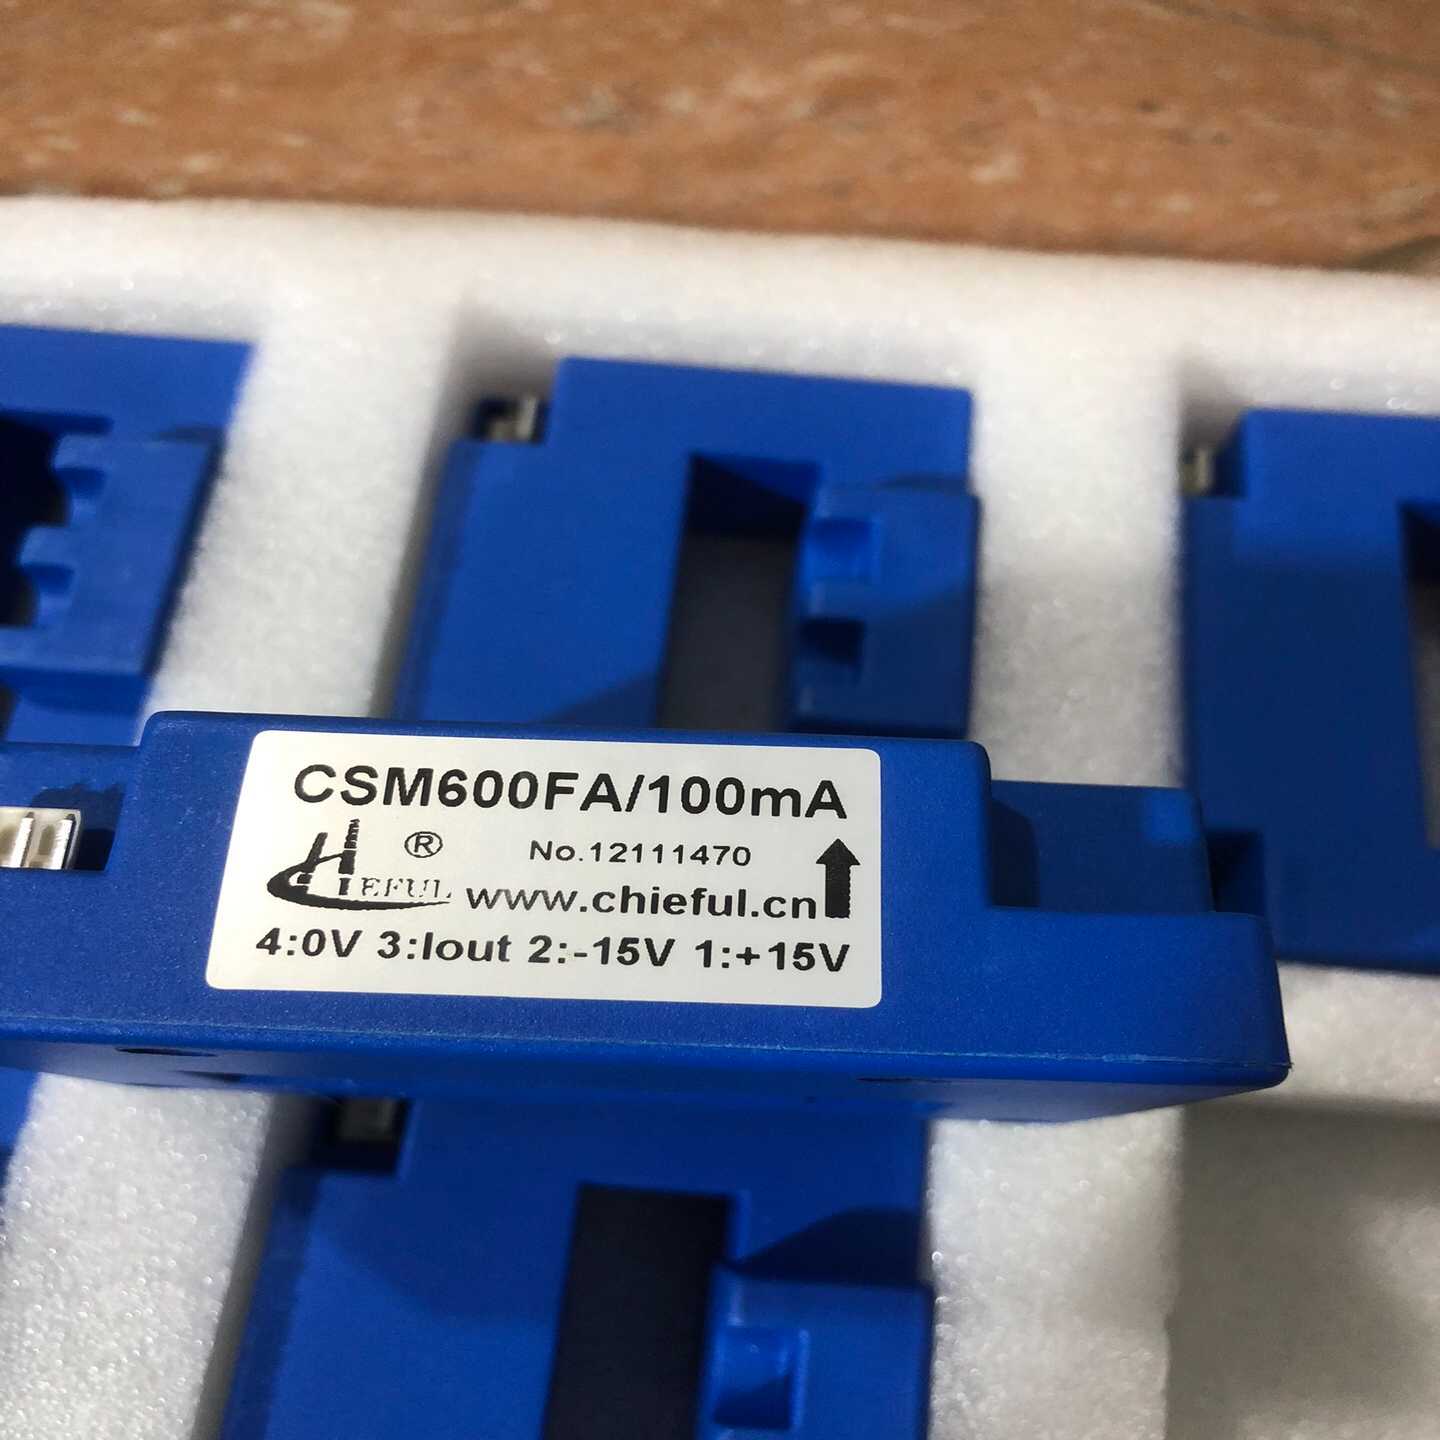 CSM600FA/100mA
CHIEFUL ® No.12111470
www.chieful.cn
4:0V 3:Iout 2:-15V 1:+15V